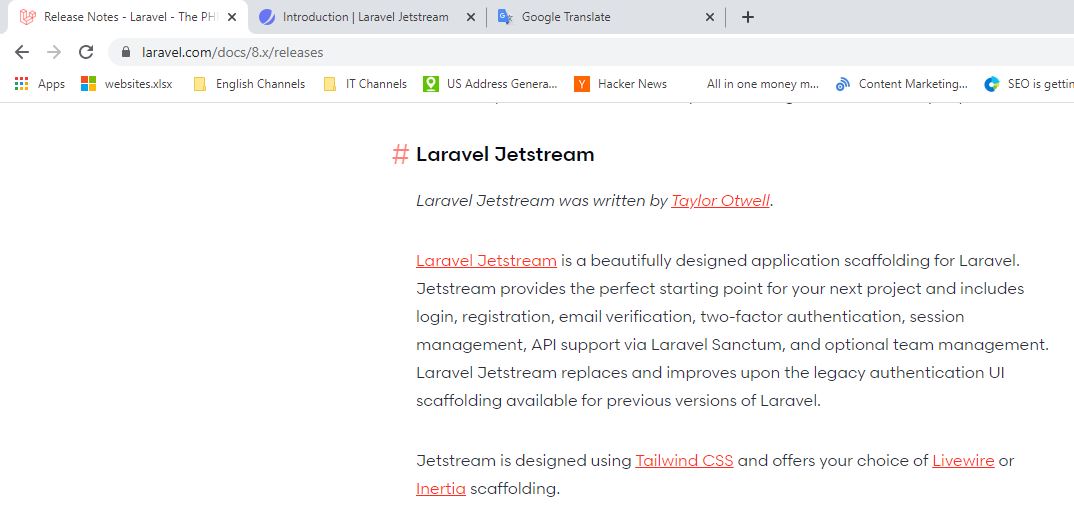 Release Notes - Laravel - The PH
Introduction | Laravel Jetstream
Google Translate
laravel.com/docs/8.x/releases
Apps
websites.xlsx
English Channels
IT Channels
US Address Genera...
Hacker News
All in one money m...
Content Marketing...
SEO is gettin
# Laravel Jetstream
Laravel Jetstream was written by Taylor Otwell.
Laravel Jetstream is a beautifully designed application scaffolding for Laravel.
Jetstream provides the perfect starting point for your next project and includes
login, registration, email verification, two-factor authentication, session
management, API support via Laravel Sanctum, and optional team management.
Laravel Jetstream replaces and improves upon the legacy authentication UI
scaffolding available for previous versions of Laravel.
Jetstream is designed using Tailwind CSS and offers your choice of Livewire or
Inertia scaffolding.